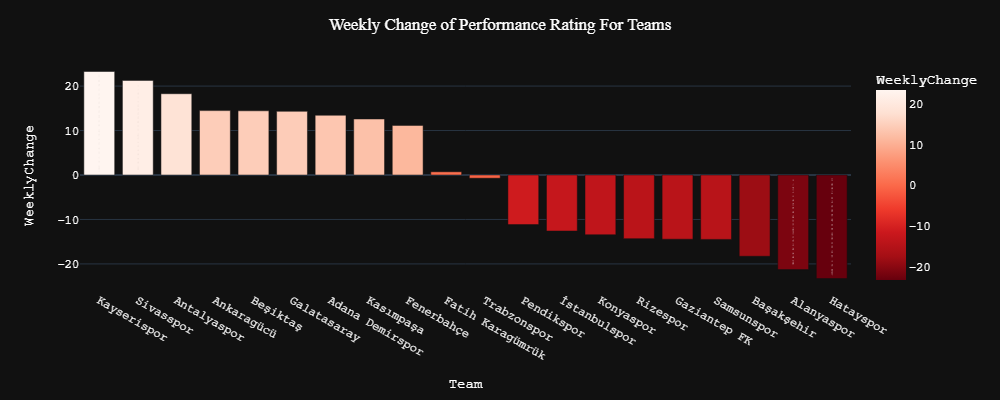 Weekly Change of Performance Rating For Teams
WeeklyChange
20
10
0
−10
−20
Kayserispor
Sivasspor
Antalyaspor
Ankaragücü
Beşiktaş
Galatasaray
Adana Demirspor
Kasımpaşa
Fenerbahçe
Fatih Karagümrük
Trabzonspor
Pendikspor
İstanbulspor
Konyaspor
Rizespor
Gaziantep FK
Samsunspor
Başakşehir
Alanyaspor
Hatayspor
Team
WeeklyChange
20
10
0
−10
−20